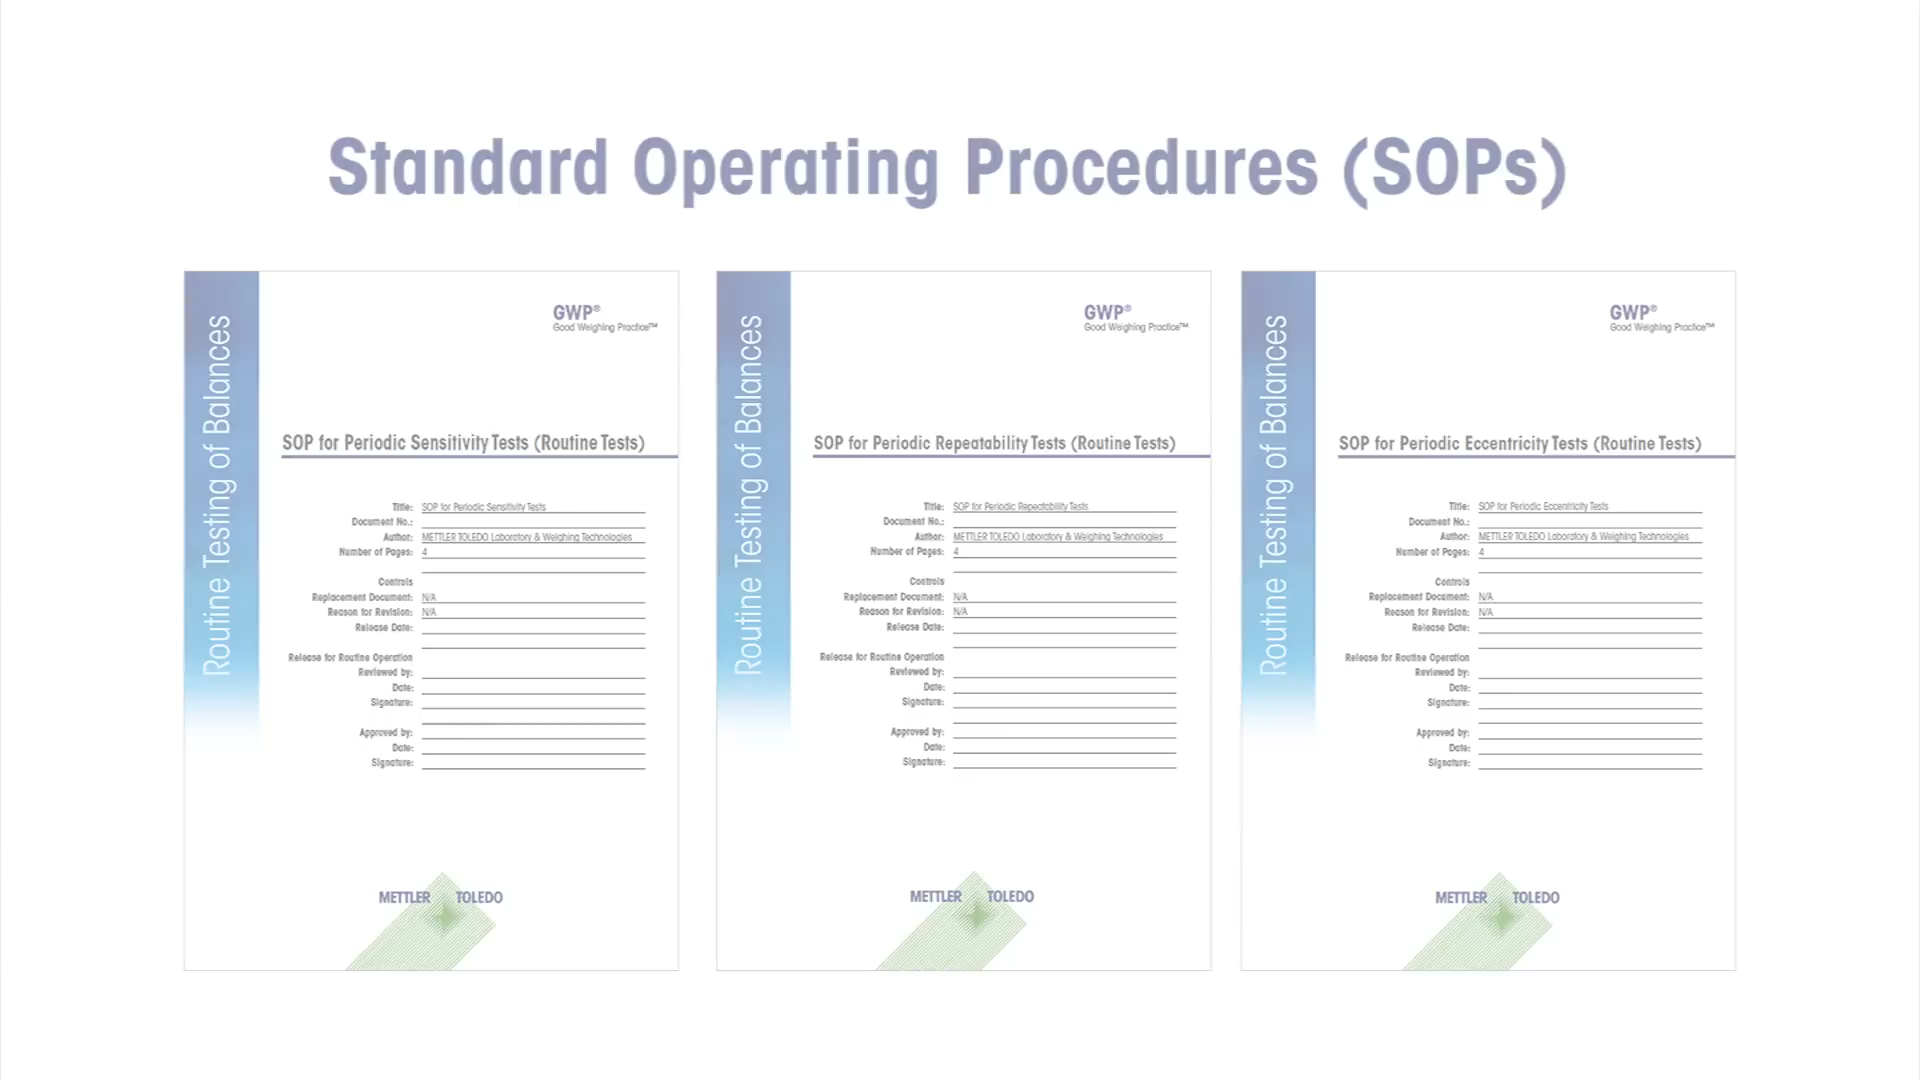 Standard Operating Procedures (SOPs)
Routine Testing of Balances
GWP®
Good Weighing Practice™
SOP for Periodic Sensitivity Tests (Routine Tests)
Title: SOP for Periodic Sensitivity Tests
Document No.:
Author: METTLER TOLEDO Laboratory & Weighing Technologies
Number of Pages: 4
Controls
Replacement Document: N/A
Reason for Revision: N/A
Release Date:
Release for Routine Operation
Reviewed by:
Date:
Signature:
Approved by:
Date:
Signature:
METTLER TOLEDO
Routine Testing of Balances
GWP®
Good Weighing Practice™
SOP for Periodic Repeatability Tests (Routine Tests)
Title: SOP for Periodic Repeatability Tests
Document No.:
Author: METTLER TOLEDO Laboratory & Weighing Technologies
Number of Pages: 4
Controls
Replacement Document: N/A
Reason for Revision: N/A
Release Date:
Release for Routine Operation
Reviewed by:
Date:
Signature:
Approved by:
Date:
Signature:
METTLER TOLEDO
Routine Testing of Balances
GWP®
Good Weighing Practice™
SOP for Periodic Eccentricity Tests (Routine Tests)
Title: SOP for Periodic Eccentricity Tests
Document No.:
Author: METTLER TOLEDO Laboratory & Weighing Technologies
Number of Pages: 4
Controls
Replacement Document: N/A
Reason for Revision: N/A
Release Date:
Release for Routine Operation
Reviewed by:
Date:
Signature:
Approved by:
Date:
Signature:
METTLER TOLEDO